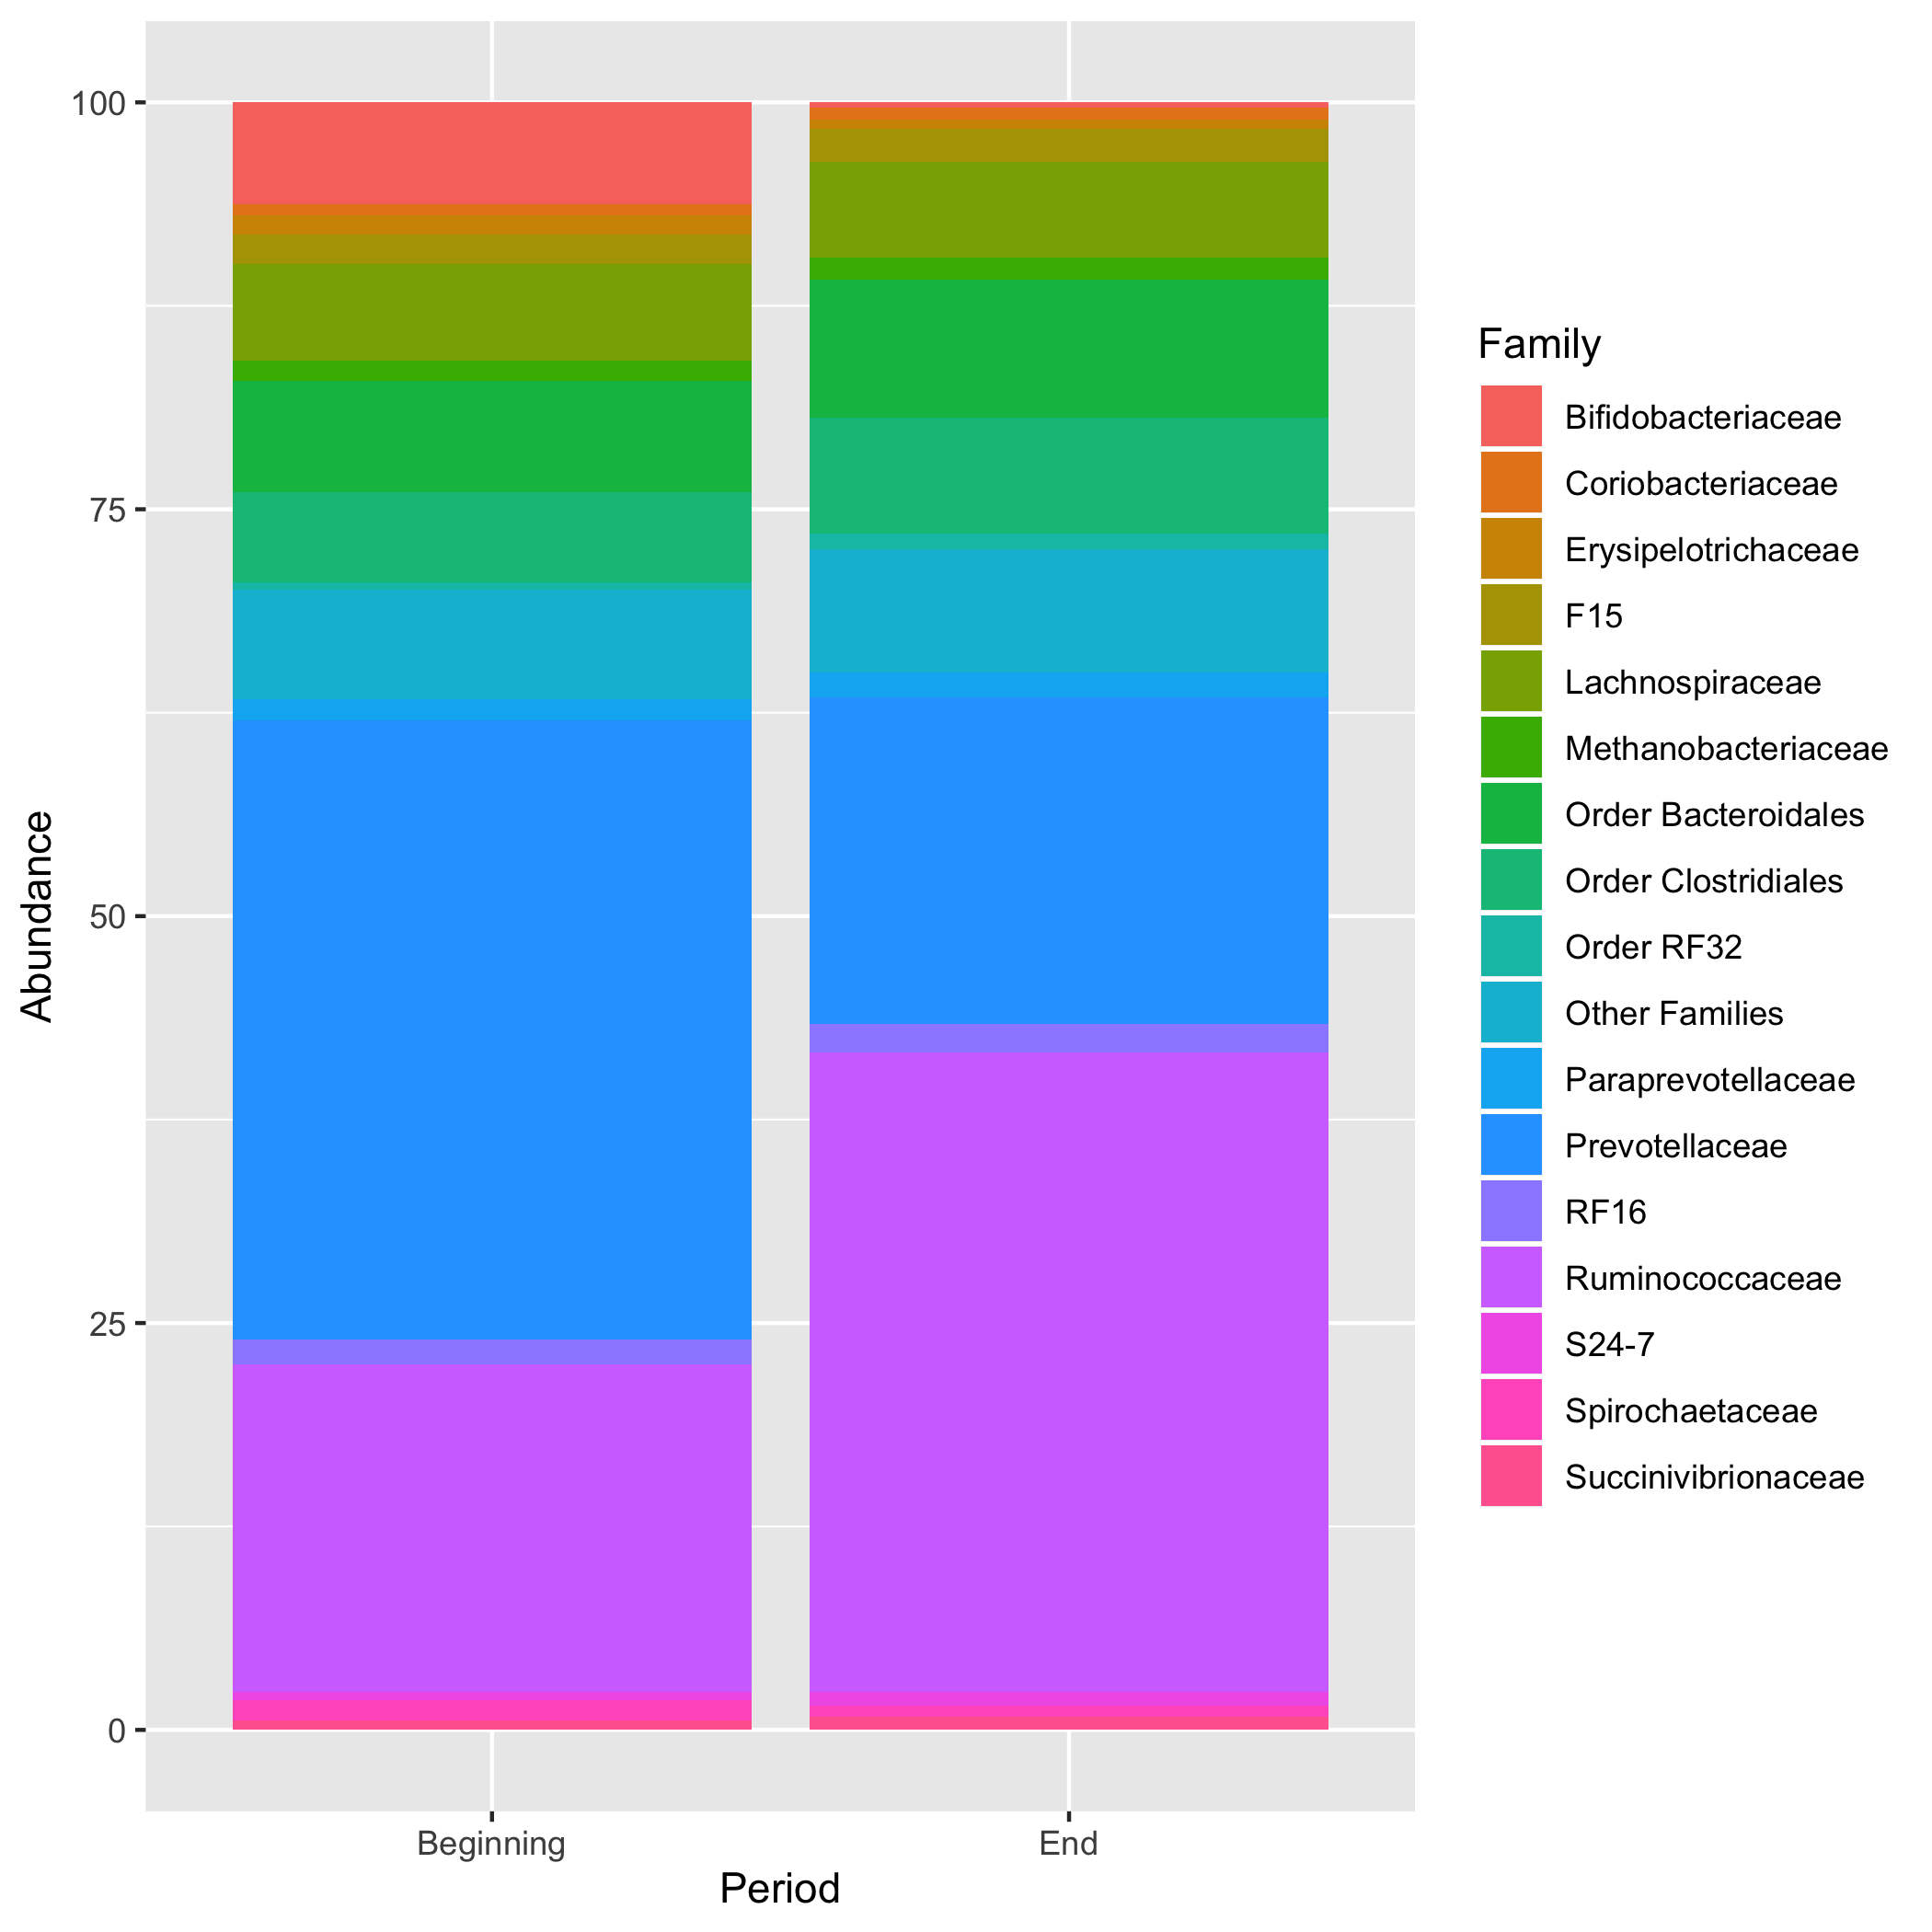 Abundance
100
75
50
25
0
Beginning
End
Period
Family
Bifidobacteriaceae
Coriobacteriaceae
Erysipelotrichaceae
F15
Lachnospiraceae
Methanobacteriaceae
Order Bacteroidales
Order Clostridiales
Order RF32
Other Families
Paraprevotellaceae
Prevotellaceae
RF16
Ruminococcaceae
S24-7
Spirochaetaceae
Succinivibrionaceae